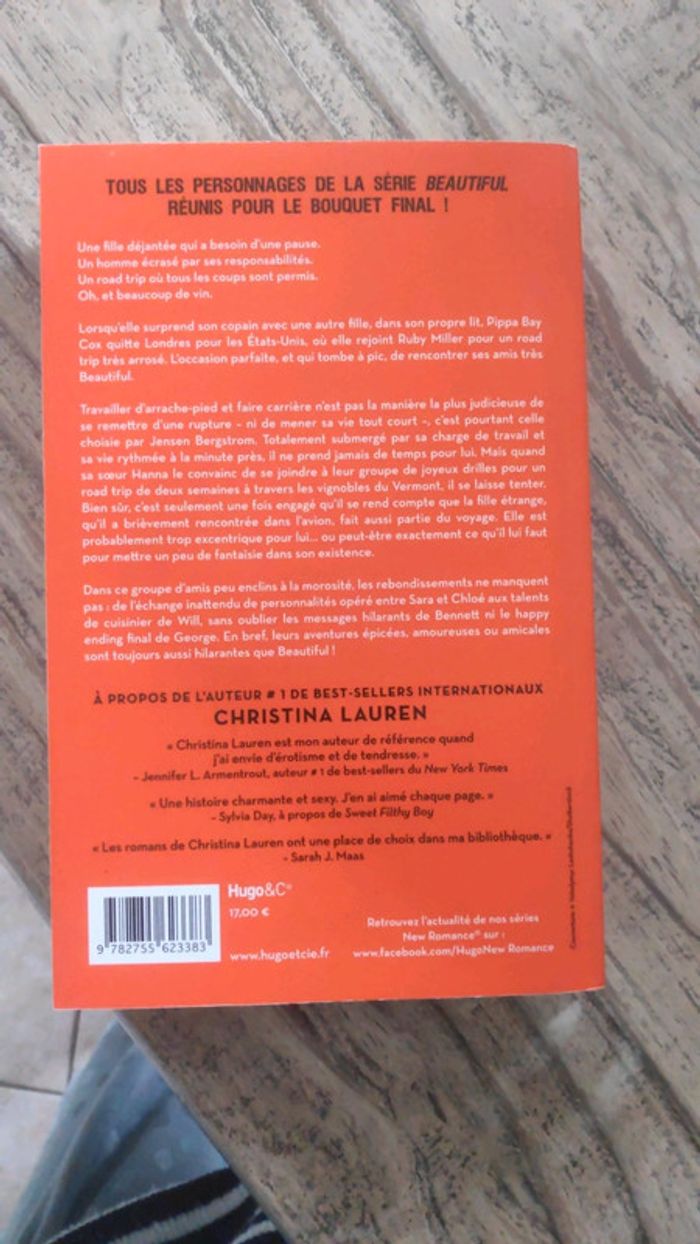 TOUS LES PERSONNAGES DE LA SÉRIE BEAUTIFUL
RÉUNIS POUR LE BOUQUET FINAL !
Une fille déjantée qui a besoin d'une pause.
Un homme écrasé par ses responsabilités.
Un road trip où tous les coups sont permis.
Oh, et beaucoup de vin.
Lorsqu'elle surprend son copain avec une autre fille, dans son propre lit, Pippa Bay
Cox quitte Londres pour les États-Unis, où elle rejoint Ruby Miller pour un road
trip très arrosé. L'occasion parfaite, et qui tombe à pic, de rencontrer ses amis très
Beautiful.
Travailler d'arrache-pied et faire carrière n'est pas la manière la plus judicieuse de
se remettre d'une rupture – ni de mener sa vie tout court –, c'est pourtant celle
choisie par Jensen Bergstrom. Totalement submergé par sa charge de travail et
sa vie rythmée à la minute près, il ne prend jamais de temps pour lui. Mais quand
sa sœur Hanna le convainc de se joindre à leur groupe de joyeux drilles pour un
road trip de deux semaines à travers les vignobles du Vermont, il se laisse tenter.
Bien sûr, c'est seulement une fois engagé qu'il se rend compte que la fille étrange,
qu'il a brièvement rencontrée dans l'avion, fait aussi partie du voyage. Elle est
probablement trop excentrique pour lui... ou peut-être exactement ce qu'il lui faut
pour mettre un peu de fantaisie dans son existence.
Dans ce groupe d'amis peu enclins à la morosité, les rebondissements ne manquent
pas : de l'échange inattendu de personnalités opéré entre Sara et Chloé aux talents
de cuisinier de Will, sans oublier les messages hilarants de Bennett ni le happy
ending final de George. En bref, leurs aventures épicées, amoureuses ou amicales
sont toujours aussi hilarantes que Beautiful !
À PROPOS DE L'AUTEUR # 1 DE BEST-SELLERS INTERNATIONAUX
CHRISTINA LAUREN
« Christina Lauren est mon auteur de référence quand
j'ai envie d'érotisme et de tendresse. »
– Jennifer L. Armentrout, auteur # 1 de best-sellers du New York Times
« Une histoire charmante et sexy. J'en ai aimé chaque page. »
– Sylvia Day, à propos de Sweet Filthy Boy
« Les romans de Christina Lauren ont une place de choix dans ma bibliothèque. »
– Sarah J. Maas
Hugo&C®
17,00 €
9 782755 623383
www.hugoetcie.fr
Retrouvez l'actualité de nos séries
New Romance® sur :
www.facebook.com/HugoNew Romance